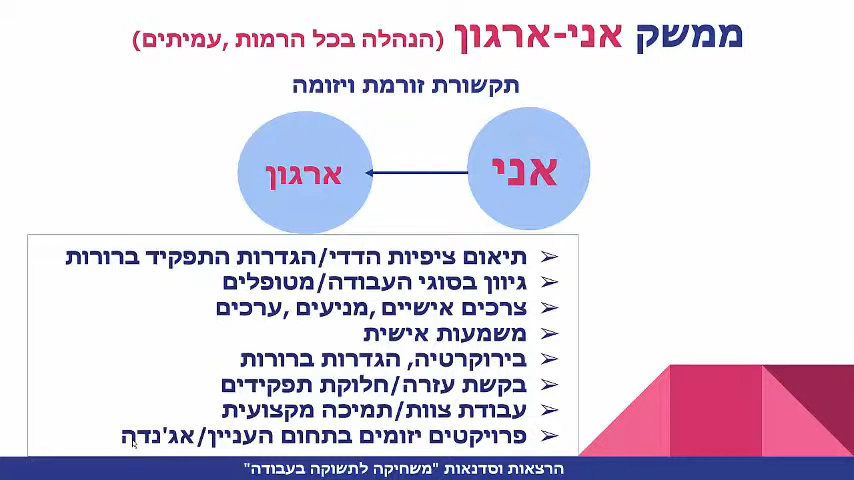 ממשק אני-ארגון (הנהלה בכל הרמות ,עמיתים)
תקשורת זורמת ויזומה
אני
ארגון
תיאום ציפיות הדדי/הגדרות התפקיד ברורות
גיוון בסוגי העבודה/מטופלים
צרכים אישיים ,מניעים, ערכים
משמעות אישית
בירוקרטיה, הגדרות ברורות
בקשת עזרה/חלוקת תפקידים
עבודת צוות/תמיכה מקצועית
פרויקטים יזומים בתחום העניין/אג'נדה
הרצאות וסדנאות "משחיקה לתשוקה בעבודה"